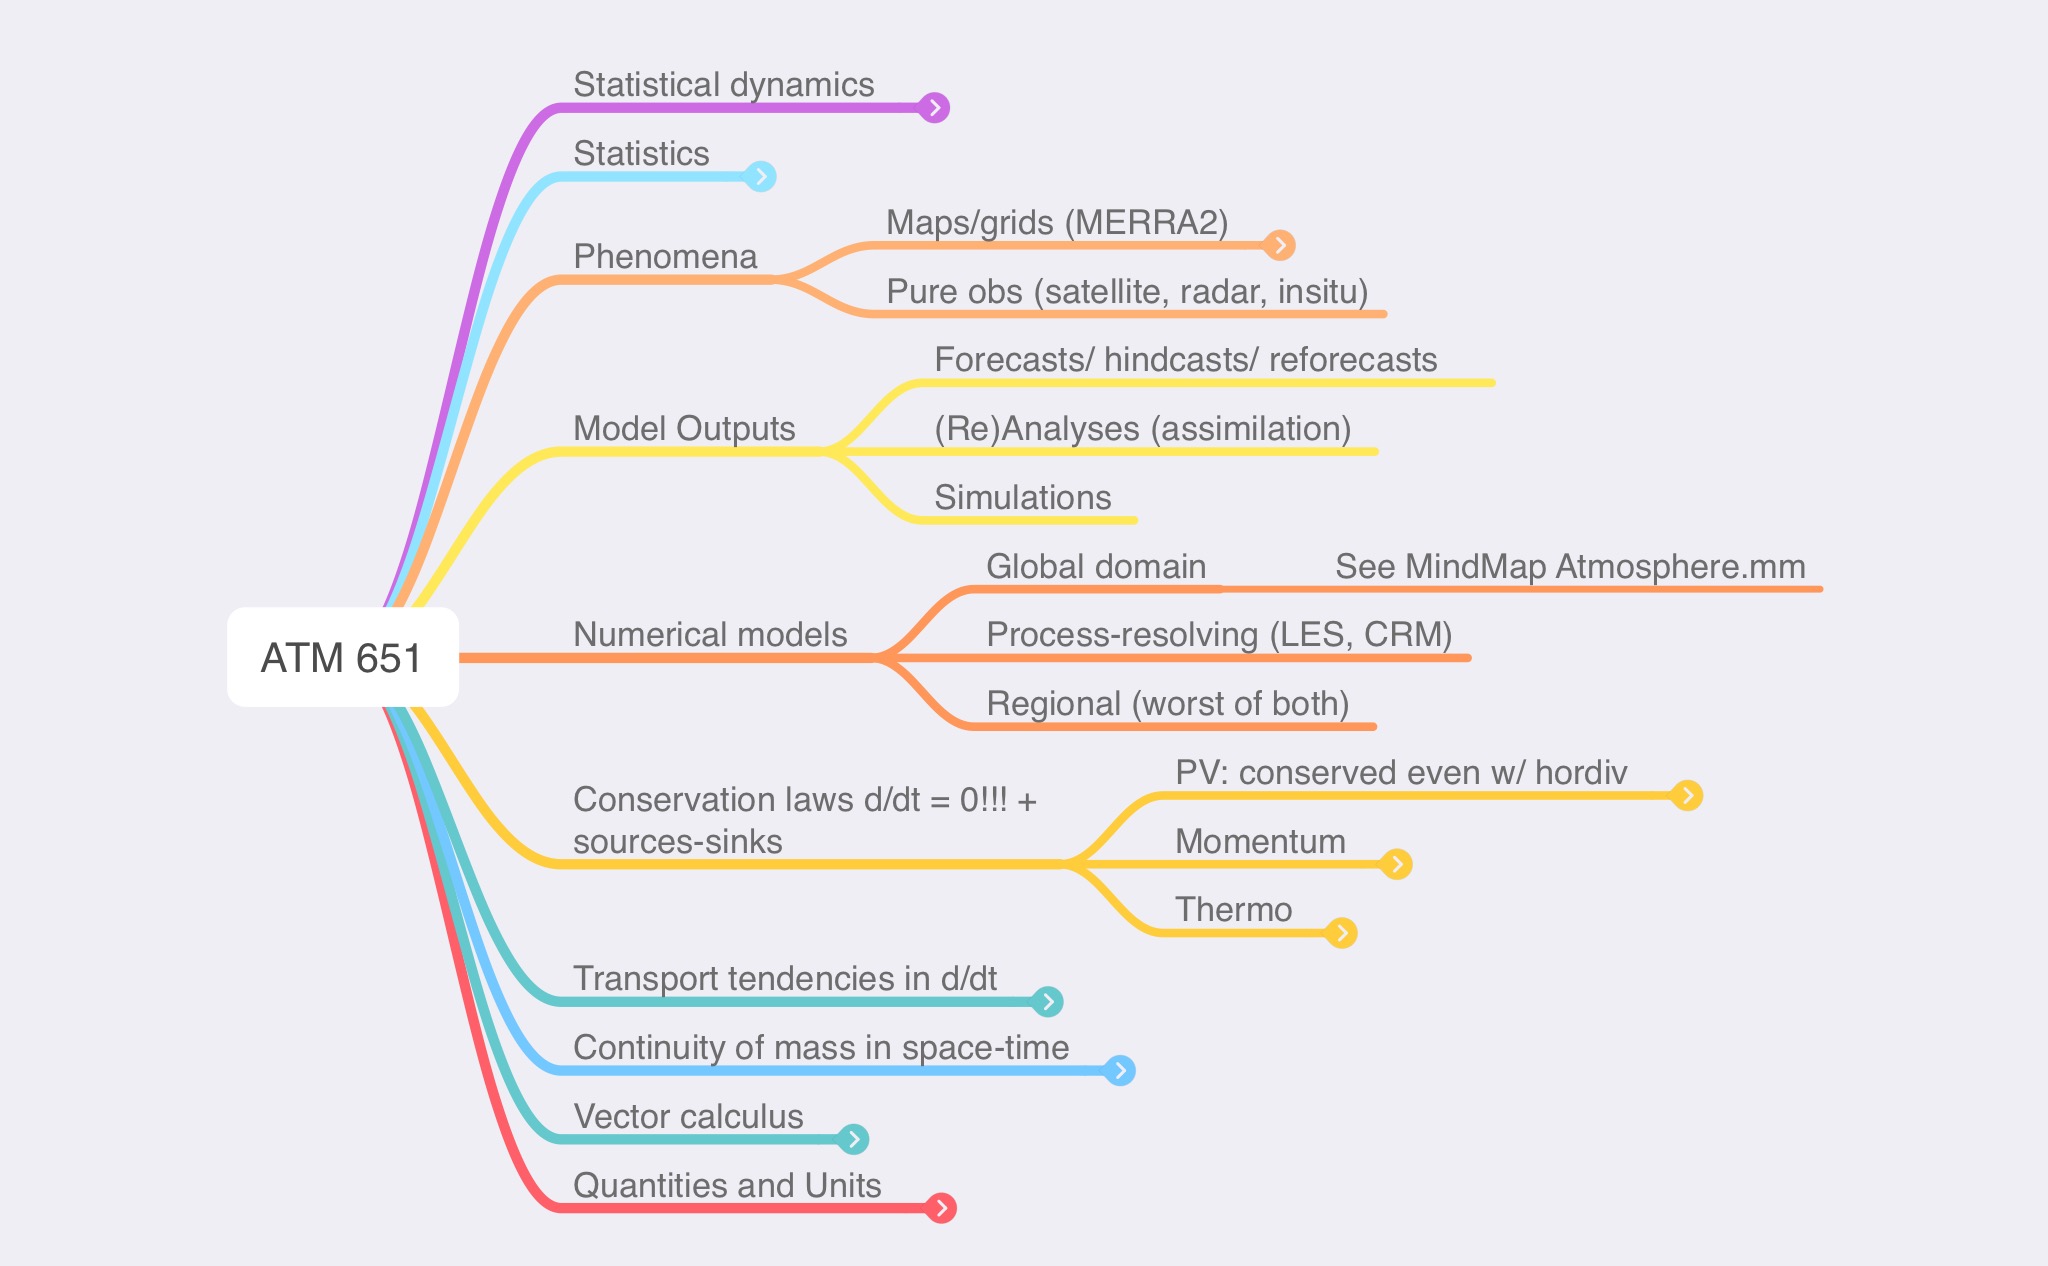 Statistical dynamics
Statistics
Phenomena
Maps/grids (MERRA2)
Pure obs (satellite, radar, insitu)
Model Outputs
Forecasts/ hindcasts/ reforecasts
(Re)Analyses (assimilation)
Simulations
ATM 651
Numerical models
Global domain
See MindMap Atmosphere.mm
Process-resolving (LES, CRM)
Regional (worst of both)
Conservation laws d/dt = 0!!! +
sources-sinks
PV: conserved even w/ hordiv
Momentum
Thermo
Transport tendencies in d/dt
Continuity of mass in space-time
Vector calculus
Quantities and Units